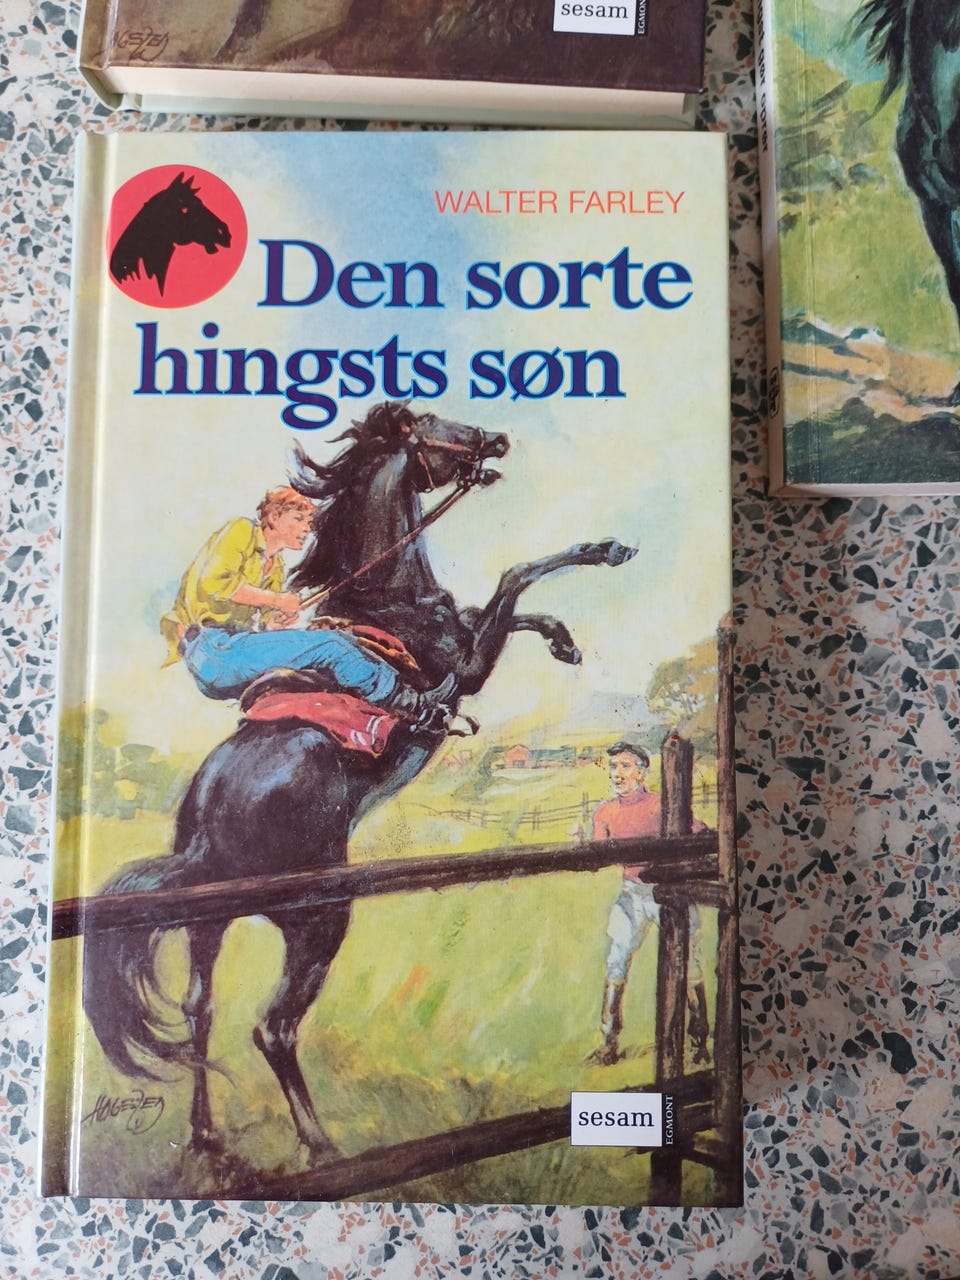 sesam
EGMONT
WALTER FARLEY
Den sorte
hingsts søn
sesam
EGMONT